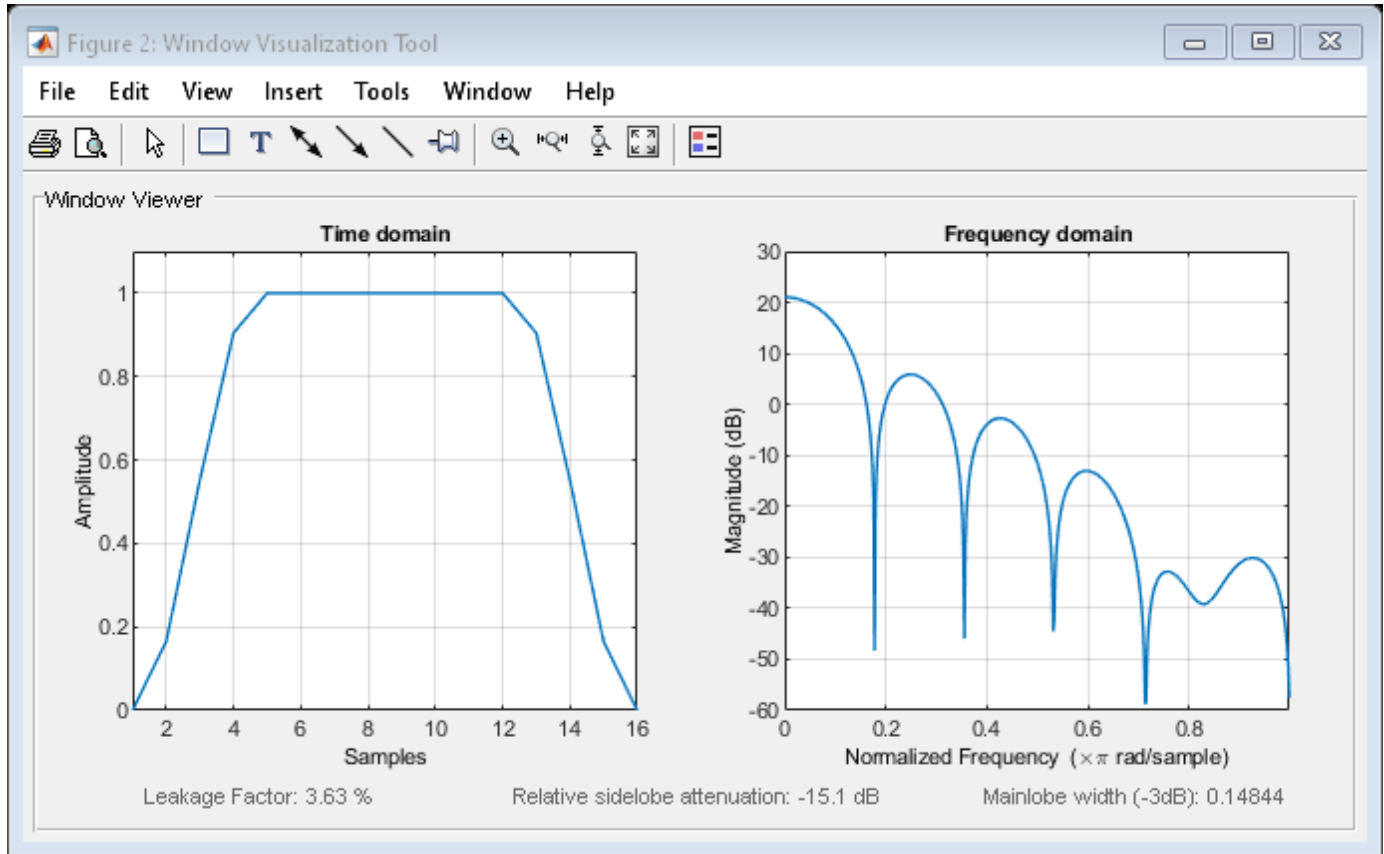 Figure 2: Window Visualization Tool
File Edit View Insert Tools Window Help
T
Window Viewer
Time domain
1
0.8
0.6
0.4
0.2
0
Amplitude
2 4 6 8 10 12 14 16
Samples
Frequency domain
30
20
10
0
-10
-20
-30
-40
-50
-60
Magnitude (dB)
0 0.2 0.4 0.6 0.8
Normalized Frequency (×π rad/sample)
Leakage Factor: 3.63 % Relative sidelobe attenuation: -15.1 dB Mainlobe width (-3dB): 0.14844